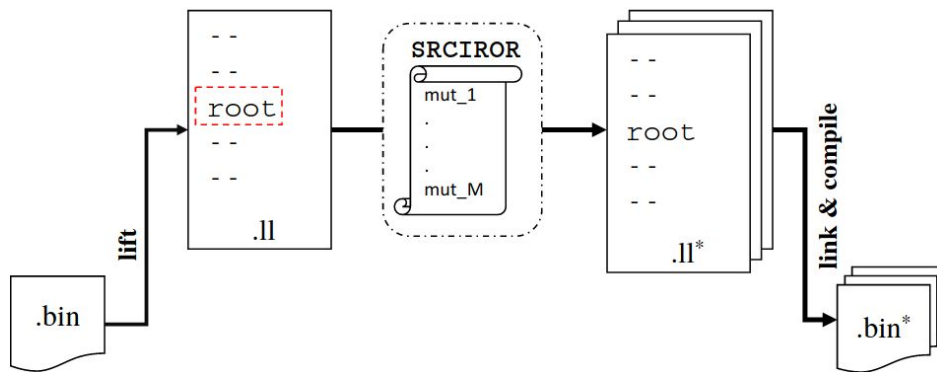 .bin
lift
- -
- -
root
- -
- -
.ll
SRCIROR
mut_1
.
.
.
mut_M
- -
- -
root
- -
- -
.ll*
link & compile
.bin*